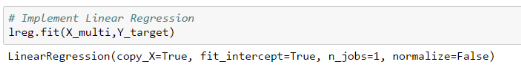 # Implement Linear Regression
lreg.fit(X_multi,Y_target)
LinearRegression(copy_X=True, fit_intercept=True, n_jobs=1, normalize=False)